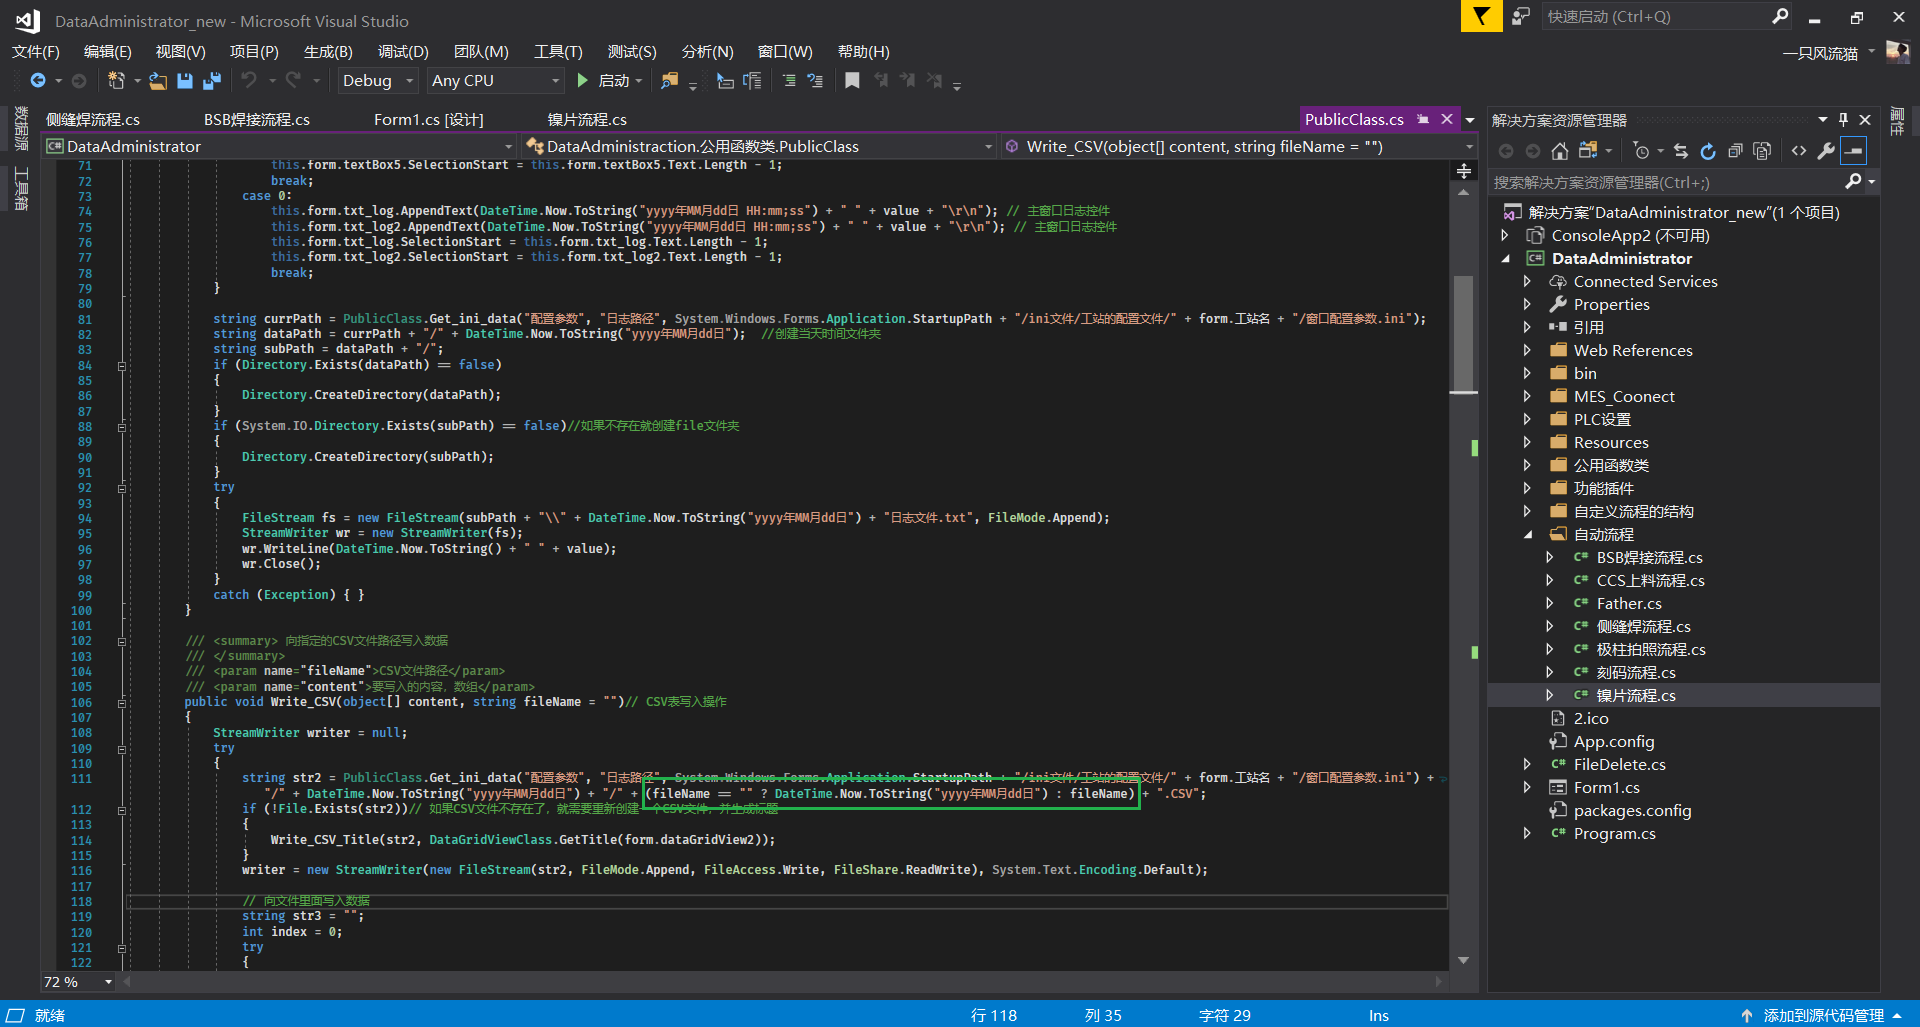 DataAdministrator_new - Microsoft Visual Studio
快速启动 (Ctrl+Q)
文件(F) 编辑(E) 视图(V) 项目(P) 生成(B) 调试(D) 团队(M) 工具(T) 测试(S) 分析(N) 窗口(W) 帮助(H)
一只风流猫
Debug Any CPU 启动
数据源
工具箱
侧缝焊流程.cs BSB焊接流程.cs Form1.cs [设计] 镍片流程.cs PublicClass.cs
DataAdministrator DataAdministraction.公用函数类.PublicClass Write_CSV(object[] content, string fileName = "")
71 this.form.textBox5.SelectionStart = this.form.textBox5.Text.Length - 1;
72 break;
73 case 0:
74 this.form.txt_log.AppendText(DateTime.Now.ToString("yyyy年MM月dd日 HH:mm;ss") + " " + value + "\r\n"); // 主窗口日志控件
75 this.form.txt_log2.AppendText(DateTime.Now.ToString("yyyy年MM月dd日 HH:mm;ss") + " " + value + "\r\n"); // 主窗口日志控件
76 this.form.txt_log.SelectionStart = this.form.txt_log.Text.Length - 1;
77 this.form.txt_log2.SelectionStart = this.form.txt_log2.Text.Length - 1;
78 break;
79 }
80
81 string currPath = PublicClass.Get_ini_data("配置参数", "日志路径", System.Windows.Forms.Application.StartupPath + "/ini文件/工站的配置文件/" + form.工站名 + "/窗口配置参数.ini");
82 string dataPath = currPath + "/" + DateTime.Now.ToString("yyyy年MM月dd日"); //创建当天时间文件夹
83 string subPath = dataPath + "/";
84 if (Directory.Exists(dataPath) == false)
85 {
86 Directory.CreateDirectory(dataPath);
87 }
88 if (System.IO.Directory.Exists(subPath) == false)//如果不存在就创建file文件夹
89 {
90 Directory.CreateDirectory(subPath);
91 }
92 try
93 {
94 FileStream fs = new FileStream(subPath + "\\" + DateTime.Now.ToString("yyyy年MM月dd日") + "日志文件.txt", FileMode.Append);
95 StreamWriter wr = new StreamWriter(fs);
96 wr.WriteLine(DateTime.Now.ToString() + " " + value);
97 wr.Close();
98 }
99 catch (Exception) { }
100 }
101
102 /// <summary> 向指定的CSV文件路径写入数据
103 /// </summary>
104 /// <param name="fileName">CSV文件路径</param>
105 /// <param name="content">要写入的内容, 数组</param>
106 public void Write_CSV(object[] content, string fileName = "")// CSV表写入操作
107 {
108 StreamWriter writer = null;
109 try
110 {
111 string str2 = PublicClass.Get_ini_data("配置参数", "日志路径", System.Windows.Forms.Application.StartupPath + "/ini文件/工站的配置文件/" + form.工站名 + "/窗口配置参数.ini") +
"/" + DateTime.Now.ToString("yyyy年MM月dd日") + "/" + (fileName == "" ? DateTime.Now.ToString("yyyy年MM月dd日") : fileName) + ".CSV";
112 if (!File.Exists(str2))// 如果CSV文件不存在了, 就需要重新创建一个CSV文件, 并生成标题
113 {
114 Write_CSV_Title(str2, DataGridViewClass.GetTitle(form.dataGridView2));
115 }
116 writer = new StreamWriter(new FileStream(str2, FileMode.Append, FileAccess.Write, FileShare.ReadWrite), System.Text.Encoding.Default);
117
118 // 向文件里面写入数据
119 string str3 = "";
120 int index = 0;
121 try
122 {
72 %
解决方案资源管理器
属性
搜索解决方案资源管理器(Ctrl+;)
解决方案"DataAdministrator_new"(1 个项目)
ConsoleApp2 (不可用)
DataAdministrator
Connected Services
Properties
引用
Web References
bin
MES_Coonect
PLC设置
Resources
公用函数类
功能插件
自定义流程的结构
自动流程
BSB焊接流程.cs
CCS上料流程.cs
Father.cs
侧缝焊流程.cs
极柱拍照流程.cs
刻码流程.cs
镍片流程.cs
2.ico
App.config
FileDelete.cs
Form1.cs
packages.config
Program.cs
就绪 行 118 列 35 字符 29 Ins 添加到源代码管理